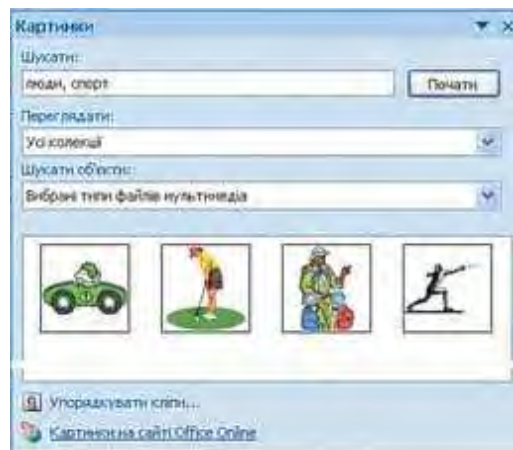 Картинки
Шукати:
люди, спорт
Почати
Переглядати:
Усі колекції
Шукати об'єкти:
Вибрані типи файлів мультимедіа
Упорядкувати кліпи...
Картинки на сайті Office Online